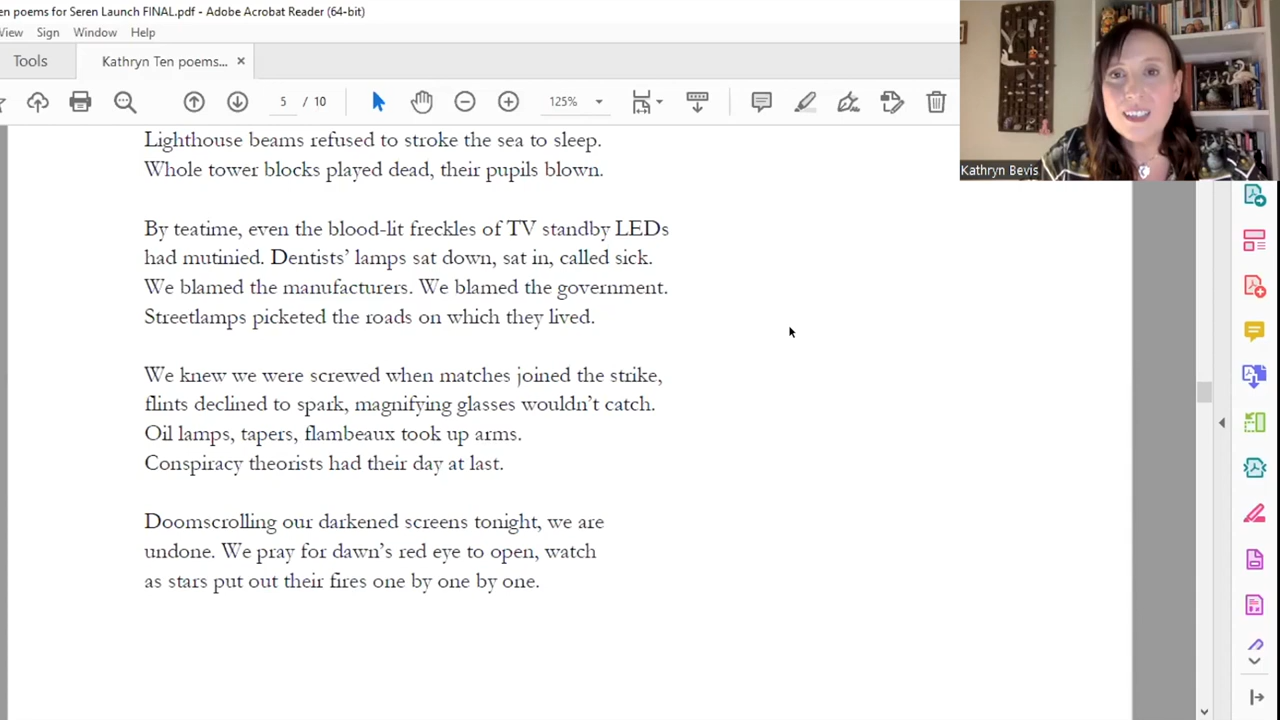 en poems for Seren Launch FINAL.pdf - Adobe Acrobat Reader (64-bit)
View Sign Window Help
Tools Kathryn Ten poems... ×
5 / 10 125%
Kathryn Bevis
Lighthouse beams refused to stroke the sea to sleep.
Whole tower blocks played dead, their pupils blown.
By teatime, even the blood-lit freckles of TV standby LEDs
had mutinied. Dentists’ lamps sat down, sat in, called sick.
We blamed the manufacturers. We blamed the government.
Streetlamps picketed the roads on which they lived.
We knew we were screwed when matches joined the strike,
flints declined to spark, magnifying glasses wouldn’t catch.
Oil lamps, tapers, flambeaux took up arms.
Conspiracy theorists had their day at last.
Doomscrolling our darkened screens tonight, we are
undone. We pray for dawn’s red eye to open, watch
as stars put out their fires one by one by one.